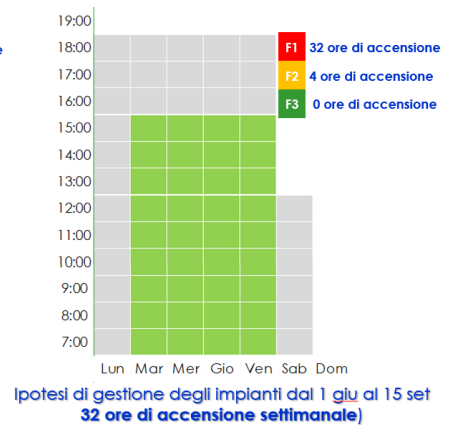 19:00
18:00
17:00
16:00
15:00
14:00
13:00
12:00
11:00
10:00
9:00
8:00
7:00
Lun Mar Mer Gio Ven Sab Dom
F1 32 ore di accensione
F2 4 ore di accensione
F3 0 ore di accensione
Ipotesi di gestione degli impianti dal 1 giu al 15 set
32 ore di accensione settimanale)